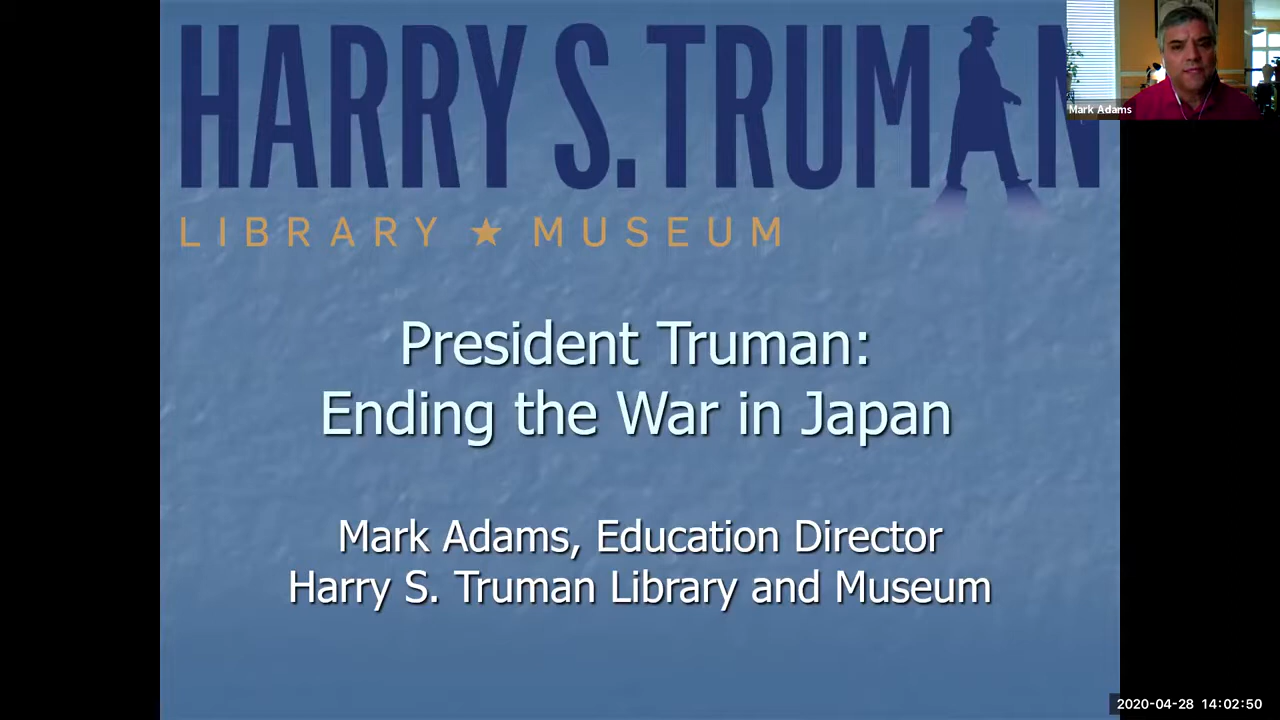 HARRY S. TRUMAN
LIBRARY ★ MUSEUM
Mark Adams
President Truman:
Ending the War in Japan
Mark Adams, Education Director
Harry S. Truman Library and Museum
2020-04-28 14:02:50